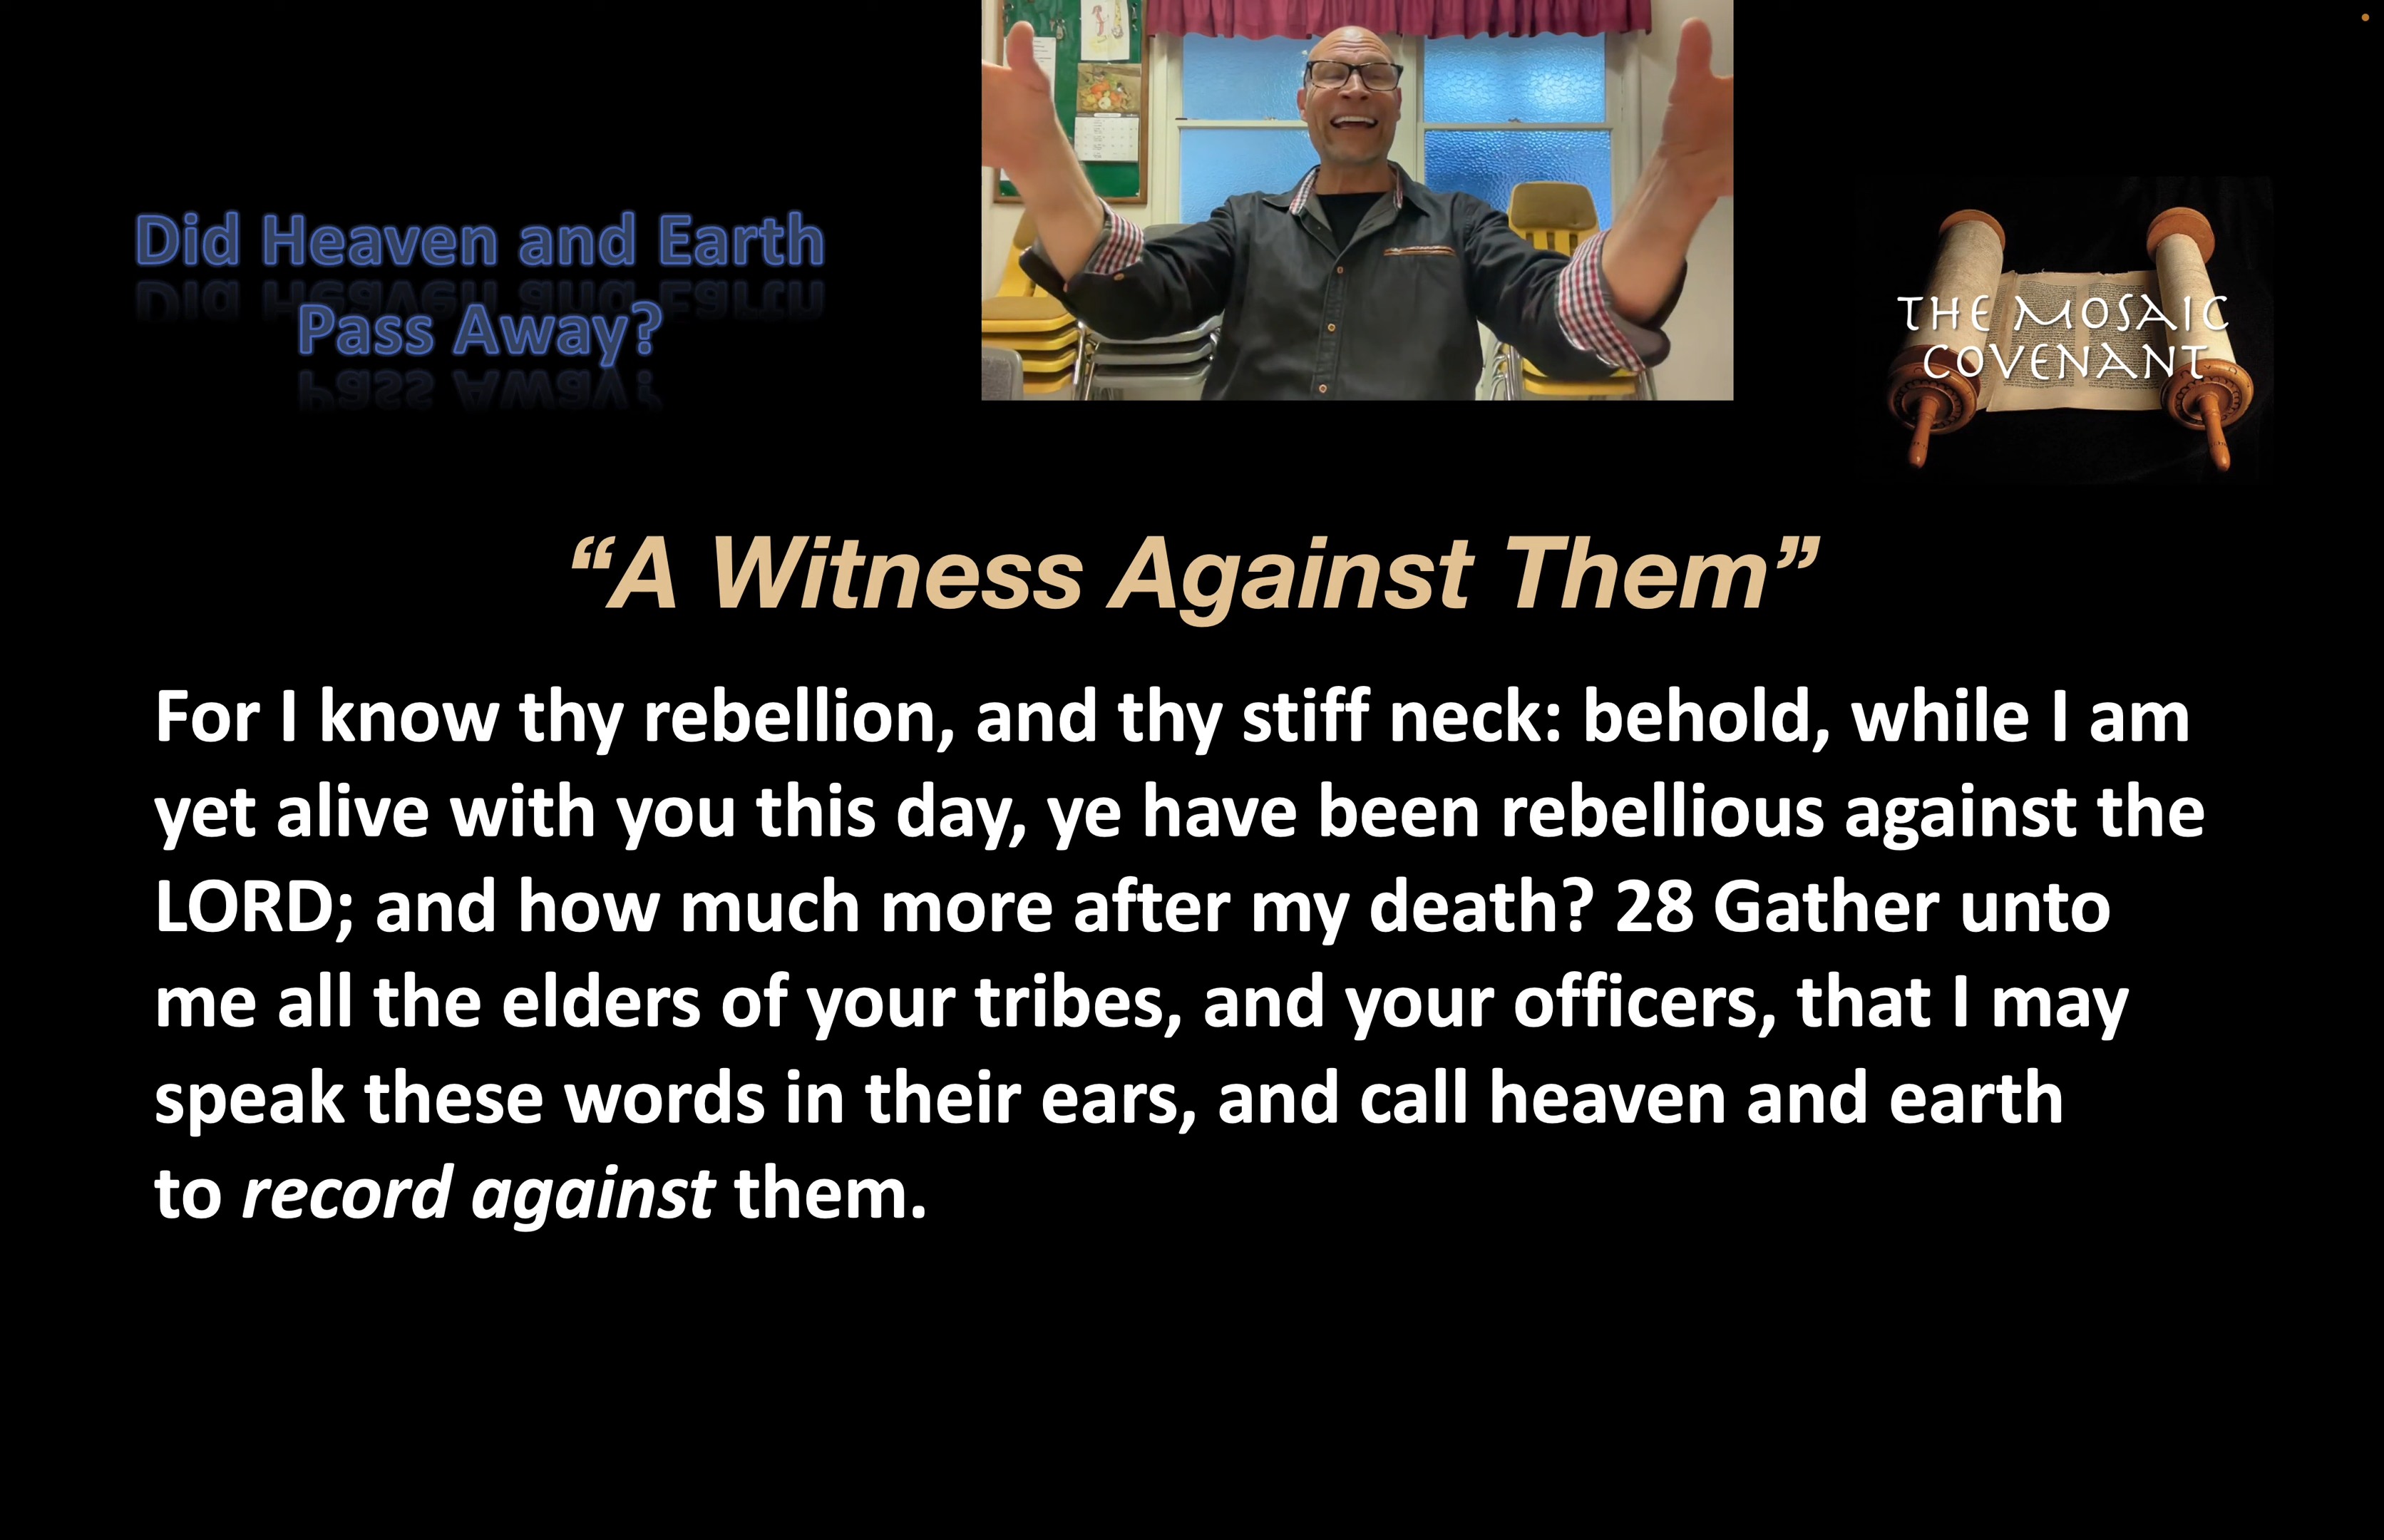 Did Heaven and Earth
Pass Away?
THE MOSAIC
COVENANT
“A Witness Against Them”
For I know thy rebellion, and thy stiff neck: behold, while I am
yet alive with you this day, ye have been rebellious against the
LORD; and how much more after my death? 28 Gather unto
me all the elders of your tribes, and your officers, that I may
speak these words in their ears, and call heaven and earth
to record against them.